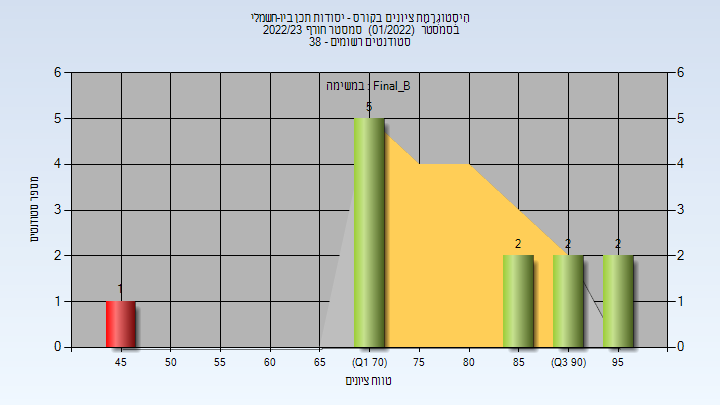 היסטוגרמת ציונים בקורס - יסודות תכן ביו-חשמלי
בסמסטר (01/2022) סמסטר חורף 2022/23
סטודנטים רשומים - 38
במשימה : Final_B
מספר סטודנטים
6 6
5 5
4 4
3 3
2 2
1 1
0 0
1 5 2 2 2
45 50 55 60 65 (Q1 70) 75 80 85 (Q3 90) 95
טווח ציונים